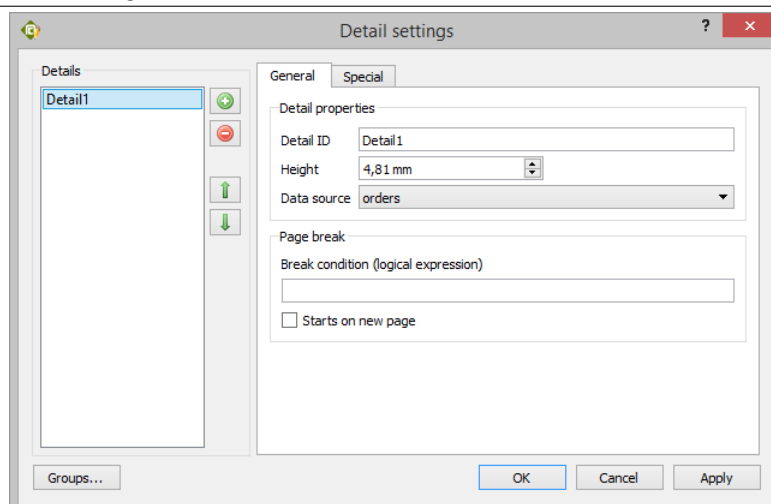 Detail settings
?
Details
Detail1
General
Special
Detail properties
Detail ID
Detail1
Height
4,81 mm
Data source
orders
Page break
Break condition (logical expression)
Starts on new page
Groups...
OK
Cancel
Apply